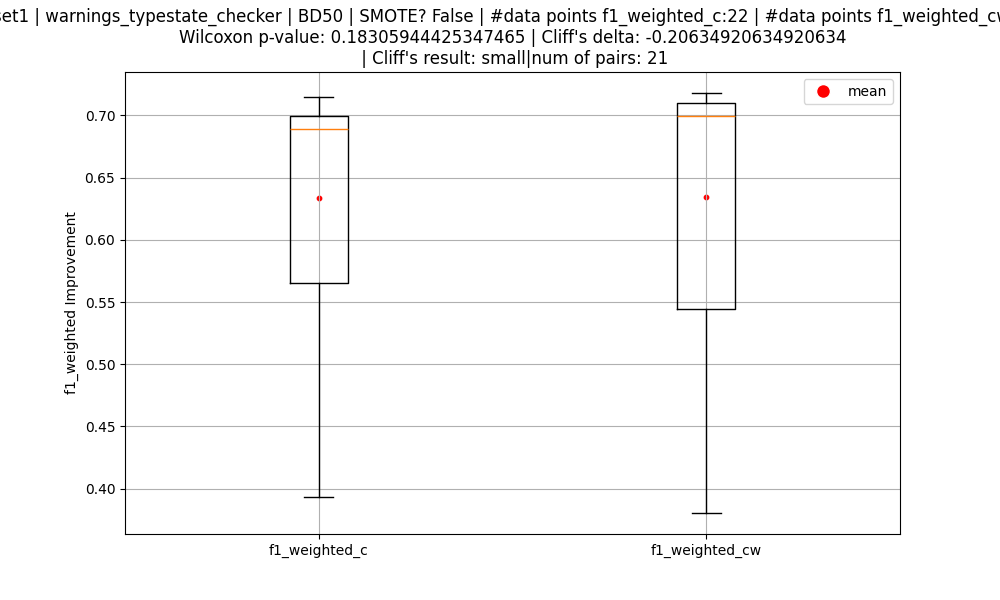 set1 | warnings_typestate_checker | BD50 | SMOTE? False | #data points f1_weighted_c:22 | #data points
Wilcoxon p-value: 0.18305944425347465 | Cliff's delta: -0.20634920634920634
| Cliff's result: small|num of pairs: 21
mean
0.70
0.65
0.60
0.55
0.50
0.45
0.40
f1_weighted Improvement
f1_weighted_c
f1_weighted_cw